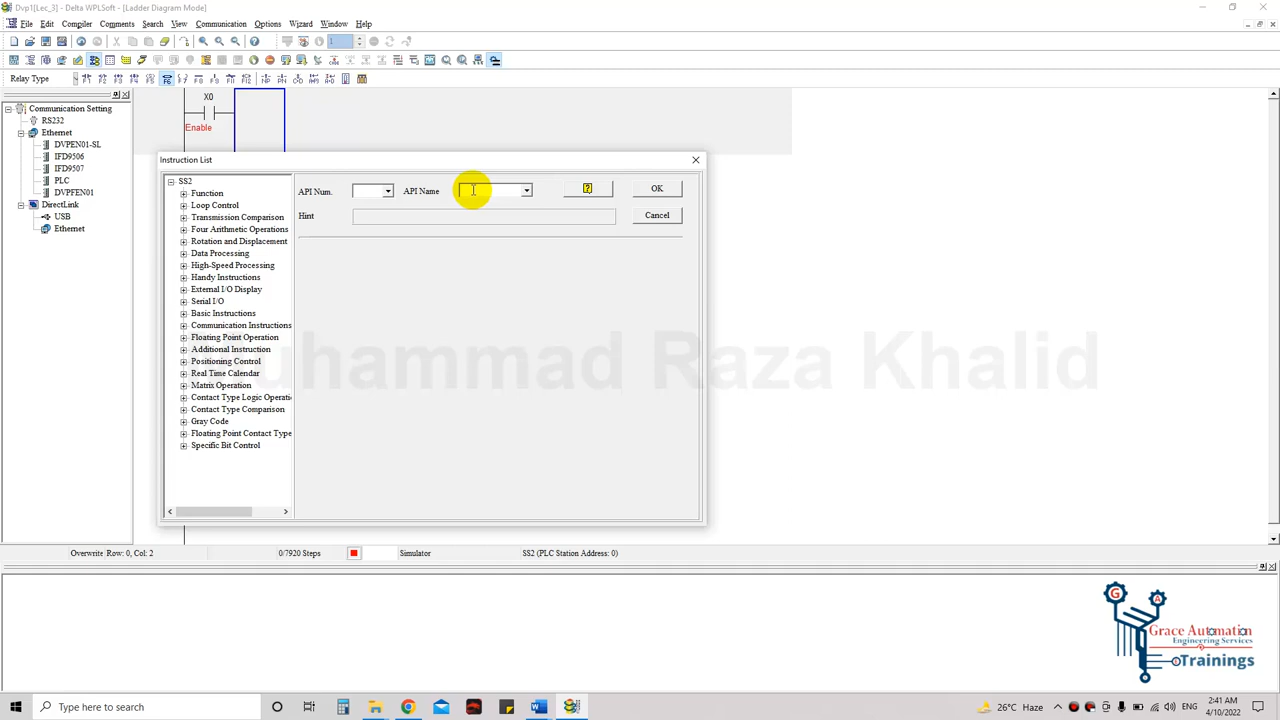 Dvp1[Lec_3] - Delta WPLSoft - [Ladder Diagram Mode]
File Edit Compiler Comments Search View Communication Options Wizard Window Help
1
Relay Type
Communication Setting
RS232
Ethernet
DVPEN01-SL
IFD9506
IFD9507
PLC
DVPFEN01
DirectLink
USB
Ethernet
X0
Enable
Instruction List
SS2
Function
Loop Control
Transmission Comparison
Four Arithmetic Operations
Rotation and Displacement
Data Processing
High-Speed Processing
Handy Instructions
External I/O Display
Serial I/O
Basic Instructions
Communication Instructions
Floating Point Operation
Additional Instruction
Positioning Control
Real Time Calendar
Matrix Operation
Contact Type Logic Operati
Contact Type Comparison
Gray Code
Floating Point Contact Type
Specific Bit Control
API Num. API Name OK
Hint Cancel
uhammad Raza Khalid
Overwrite Row: 0, Col: 2 0/7920 Steps Simulator SS2 (PLC Station Address: 0)
G A
Grace Automation
Engineering Services
eTrainings
Type here to search
26°C Haze ENG 2:41 AM
4/10/2022